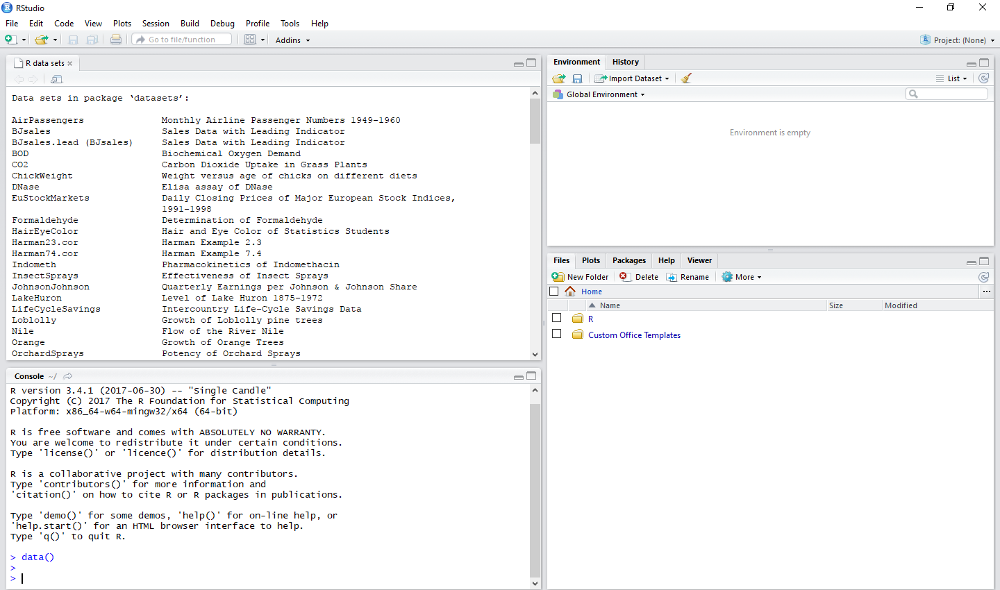 RStudio
File Edit Code View Plots Session Build Debug Profile Tools Help
Go to file/function Addins Project: (None)
R data sets
Data sets in package ‘datasets’:
AirPassengers Monthly Airline Passenger Numbers 1949-1960
BJsales Sales Data with Leading Indicator
BJsales.lead (BJsales) Sales Data with Leading Indicator
BOD Biochemical Oxygen Demand
CO2 Carbon Dioxide Uptake in Grass Plants
ChickWeight Weight versus age of chicks on different diets
DNase Elisa assay of DNase
EuStockMarkets Daily Closing Prices of Major European Stock Indices,
1991-1998
Formaldehyde Determination of Formaldehyde
HairEyeColor Hair and Eye Color of Statistics Students
Harman23.cor Harman Example 2.3
Harman74.cor Harman Example 7.4
Indometh Pharmacokinetics of Indomethacin
InsectSprays Effectiveness of Insect Sprays
JohnsonJohnson Quarterly Earnings per Johnson & Johnson Share
LakeHuron Level of Lake Huron 1875-1972
LifeCycleSavings Intercountry Life-Cycle Savings Data
Loblolly Growth of Loblolly pine trees
Nile Flow of the River Nile
Orange Growth of Orange Trees
OrchardSprays Potency of Orchard Sprays
Console ~/
R version 3.4.1 (2017-06-30) -- "Single Candle"
Copyright (C) 2017 The R Foundation for Statistical Computing
Platform: x86_64-w64-mingw32/x64 (64-bit)
R is free software and comes with ABSOLUTELY NO WARRANTY.
You are welcome to redistribute it under certain conditions.
Type 'license()' or 'licence()' for distribution details.
R is a collaborative project with many contributors.
Type 'contributors()' for more information and
'citation()' on how to cite R or R packages in publications.
Type 'demo()' for some demos, 'help()' for on-line help, or
'help.start()' for an HTML browser interface to help.
Type 'q()' to quit R.
> data()
>
>
Environment History
Import Dataset List
Global Environment
Environment is empty
Files Plots Packages Help Viewer
New Folder Delete Rename More
Home ...
Name Size Modified
R
Custom Office Templates